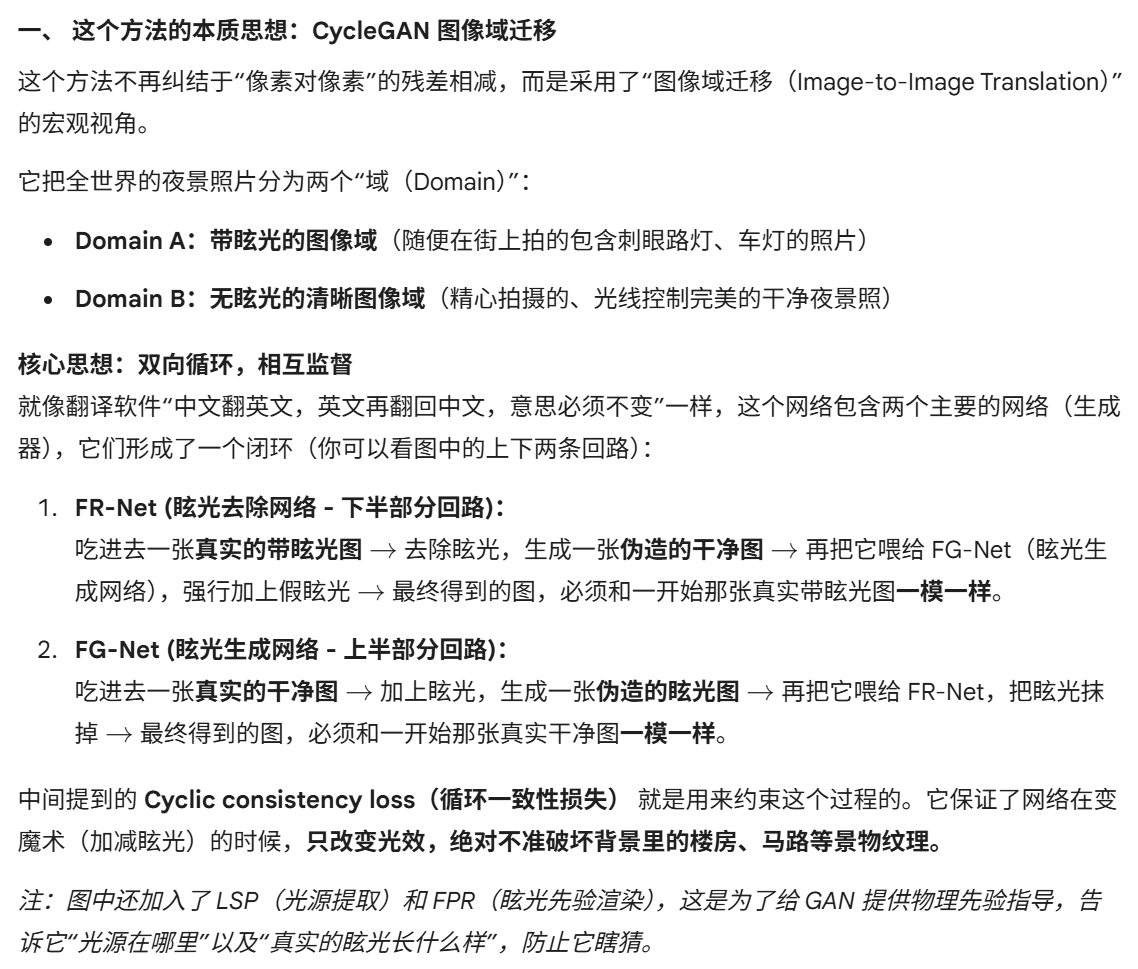 一、 这个方法的本质思想：CycleGAN 图像域迁移
这个方法不再纠结于“像素对像素”的残差相减，而是采用了“图像域迁移（Image-to-Image Translation）”
的宏观视角。
它把全世界的夜景照片分为两个“域（Domain）”：
• Domain A：带眩光的图像域（随便在街上拍的包含刺眼路灯、车灯的照片）
• Domain B：无眩光的清晰图像域（精心拍摄的、光线控制完美的干净夜景照）
核心思想：双向循环，相互监督
就像翻译软件“中文翻英文，英文再翻回中文，意思必须不变”一样，这个网络包含两个主要的网络（生成
器），它们形成了一个闭环（你可以看图中的上下两条回路）：
1. FR-Net (眩光去除网络 - 下半部分回路)：
吃进去一张真实的带眩光图 → 去除眩光，生成一张伪造的干净图 → 再把它喂给 FG-Net（眩光生
成网络），强行加上假眩光 → 最终得到的图，必须和一开始那张真实带眩光图一模一样。
2. FG-Net (眩光生成网络 - 上半部分回路)：
吃进去一张真实的干净图 → 加上眩光，生成一张伪造的眩光图 → 再把它喂给 FR-Net，把眩光抹
掉 → 最终得到的图，必须和一开始那张真实干净图一模一样。
中间提到的 Cyclic consistency loss（循环一致性损失） 就是用来约束这个过程的。它保证了网络在变
魔术（加减眩光）的时候，只改变光效，绝对不准破坏背景里的楼房、马路等景物纹理。
注：图中还加入了 LSP（光源提取）和 FPR（眩光先验渲染），这是为了给 GAN 提供物理先验指导，告
诉它“光源在哪里”以及“真实的眩光长什么样”，防止它瞎猜。